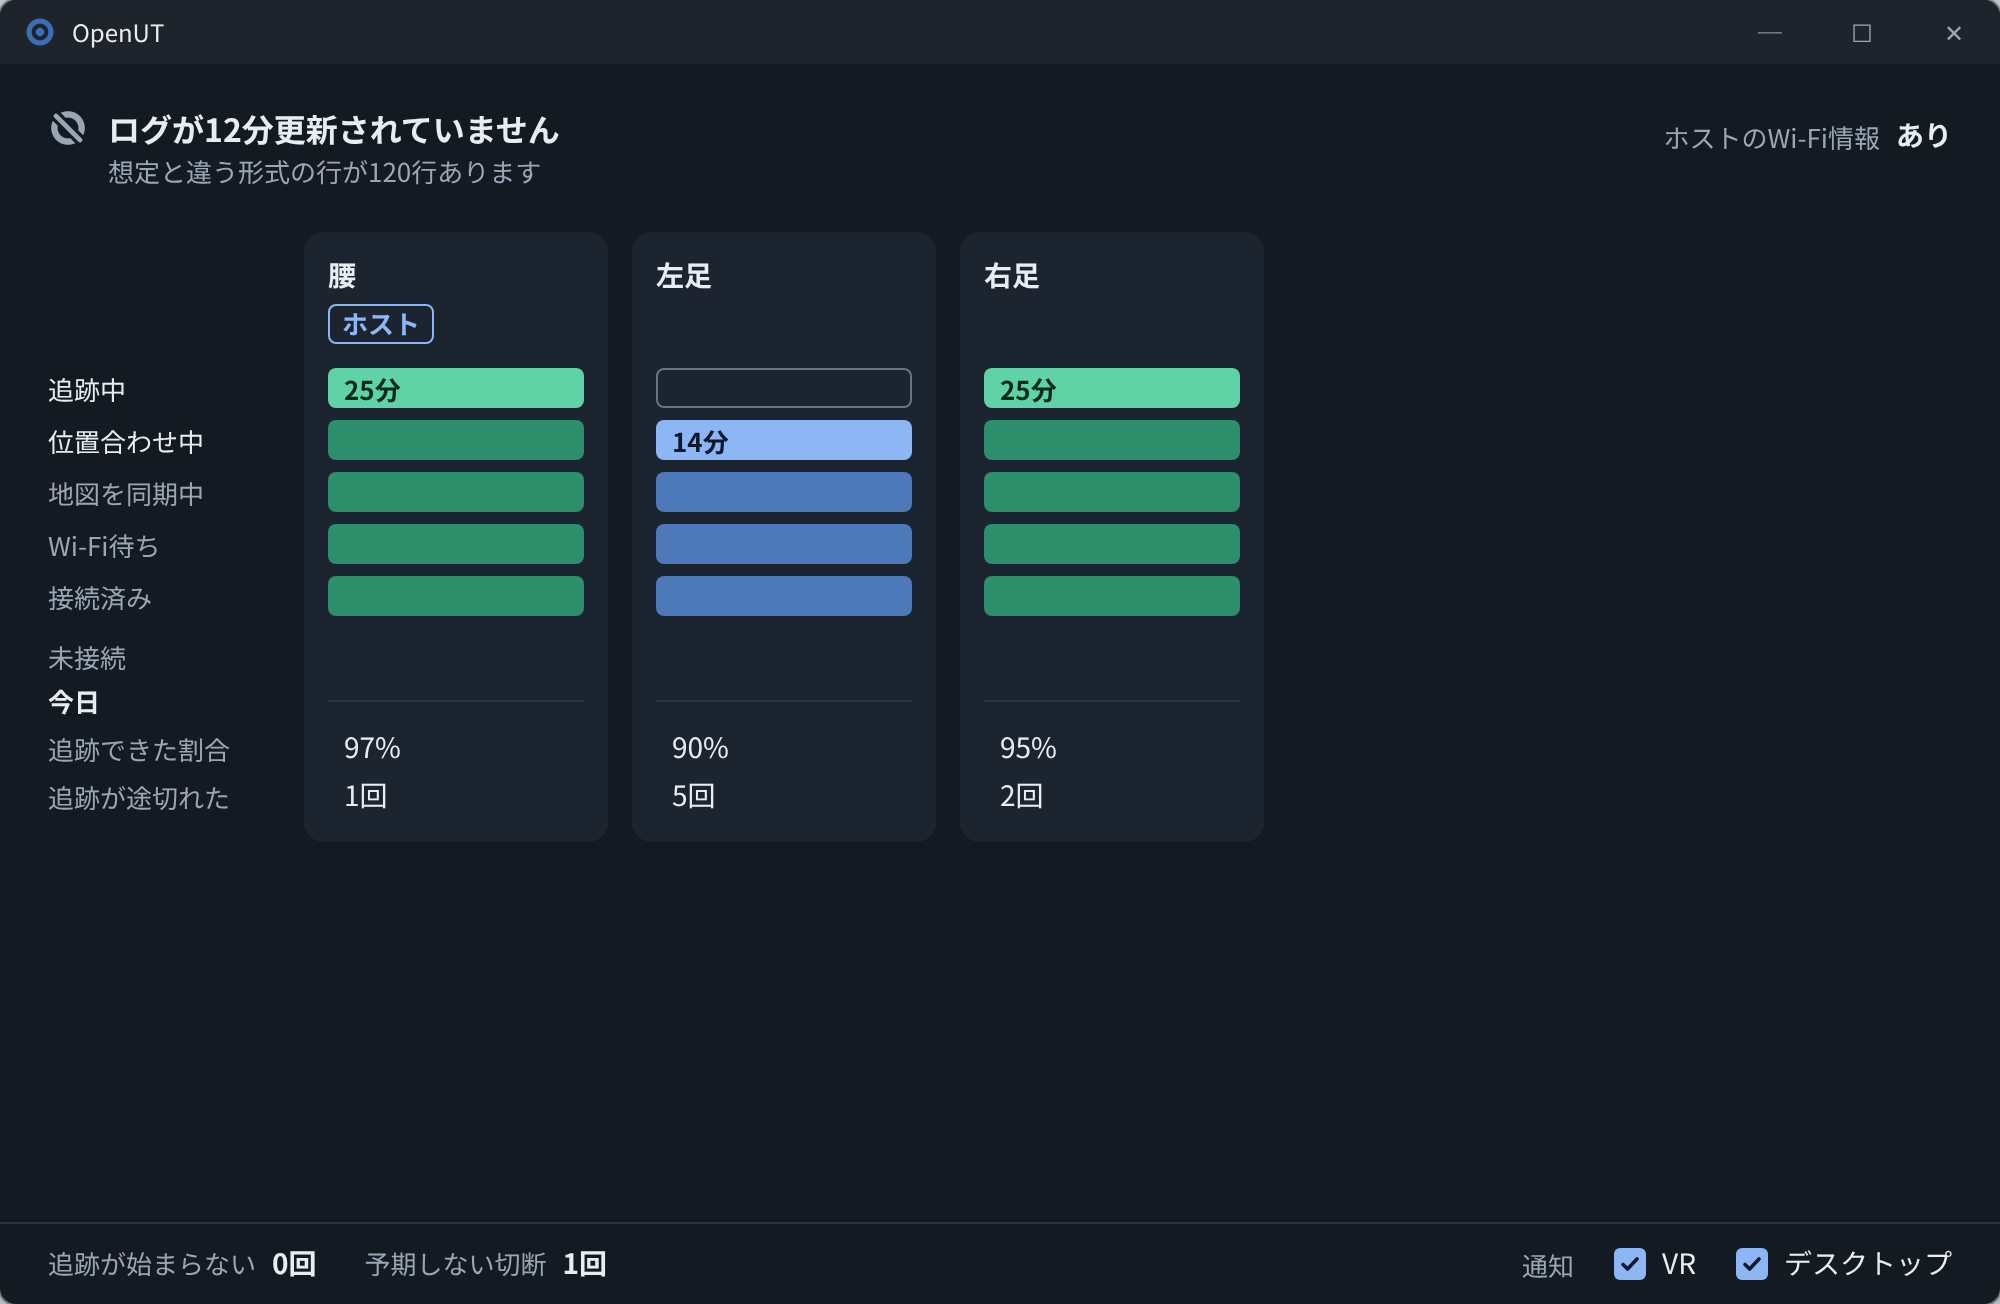 OpenUT
ログが12分更新されていません
想定と違う形式の行が120行あります
ホストのWi-Fi情報 あり
腰 左足 右足
ホスト
追跡中 25分 25分
位置合わせ中 14分
地図を同期中
Wi-Fi待ち
接続済み
未接続
今日
追跡できた割合 97% 90% 95%
追跡が途切れた 1回 5回 2回
追跡が始まらない 0回 予期しない切断 1回 通知 VR デスクトップ